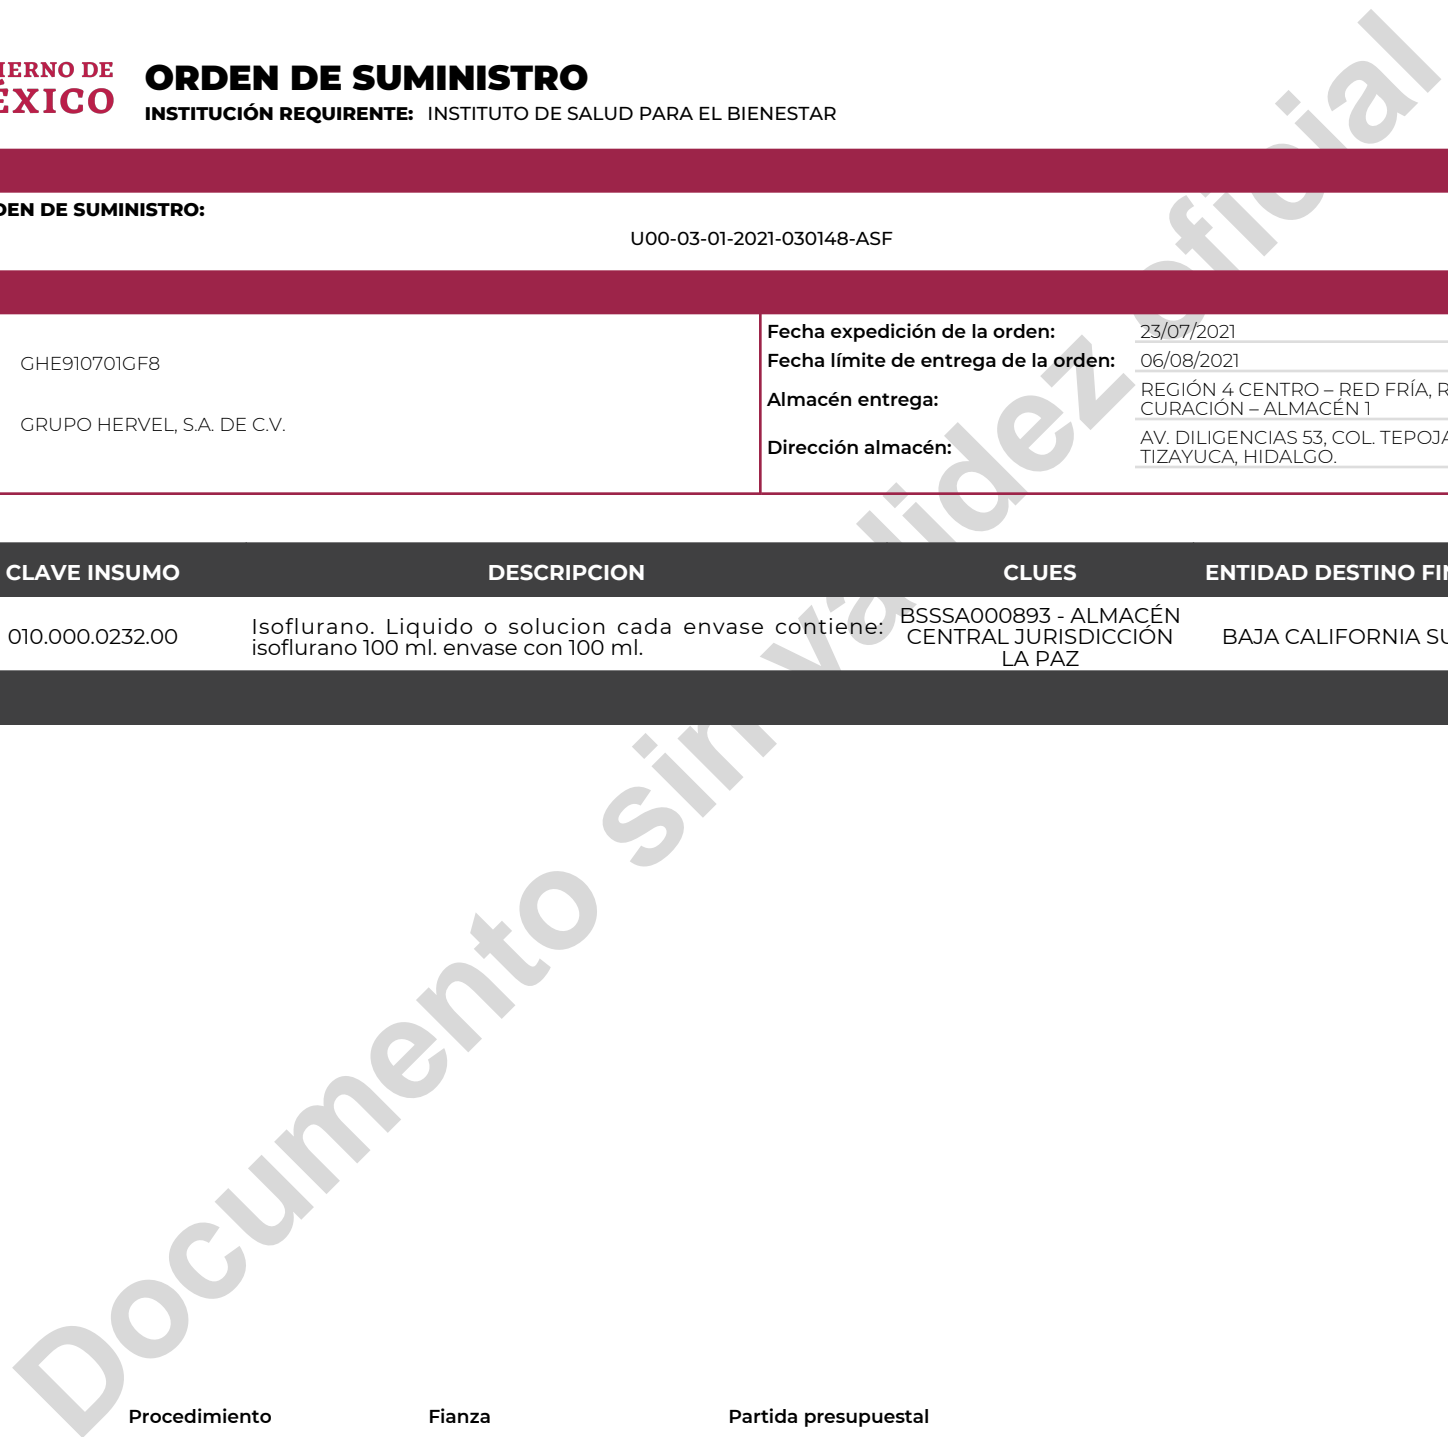 IERNO DE
ÉXICO
ORDEN DE SUMINISTRO
INSTITUCIÓN REQUIRENTE: INSTITUTO DE SALUD PARA EL BIENESTAR
DEN DE SUMINISTRO:
U00-03-01-2021-030148-ASF
GHE910701GF8
GRUPO HERVEL, S.A. DE C.V.
Fecha expedición de la orden: 23/07/2021
Fecha límite de entrega de la orden: 06/08/2021
Almacén entrega: REGIÓN 4 CENTRO – RED FRÍA, R
CURACIÓN – ALMACÉN 1
Dirección almacén: AV. DILIGENCIAS 53, COL. TEPOJA
TIZAYUCA, HIDALGO.
CLAVE INSUMO DESCRIPCION CLUES ENTIDAD DESTINO FIN
010.000.0232.00 Isoflurano. Liquido o solucion cada envase contiene:
isoflurano 100 ml. envase con 100 ml.
BSSSA000893 - ALMACÉN
CENTRAL JURISDICCIÓN
LA PAZ
BAJA CALIFORNIA SU
Documento sin validez oficial
Procedimiento Fianza Partida presupuestal